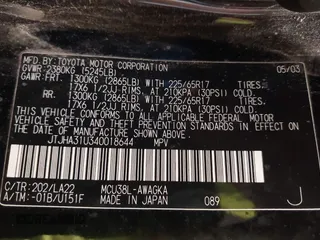 MFD.BY:TOYOTA MOTOR CORPORATION 05/03
GVWR:2380KG (5245LB)
GAWR:FRT. 1300KG (2865LB) WITH 225/65R17 TIRES,
17X6 1/2JJ RIMS, AT 210KPA (30PSI) COLD
RR. 1300KG (2865LB) WITH 225/65R17 TIRES,
17X6 1/2JJ RIMS, AT 210KPA (30PSI) COLD
THIS VEHICLE CONFORMS TO ALL APPLICABLE FEDERAL MOTOR
VEHICLE SAFETY STANDARDS IN EFFECT ON THE DATE OF
MANUFACTURE SHOWN ABOVE.
JTJHA31U340018644 MPV
C/TR:202/LA22 MCU38L-AWAGKA
A/TM:-01B/U151F MADE IN JAPAN 089 J